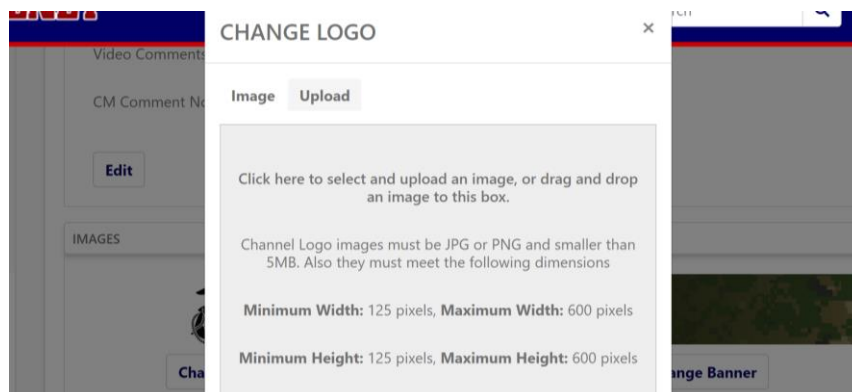 CHANGE LOGO
×
Video Comments
CM Comment No
Image Upload
Edit
Click here to select and upload an image, or drag and drop
an image to this box.
IMAGES
Channel Logo images must be JPG or PNG and smaller than
5MB. Also they must meet the following dimensions
Minimum Width: 125 pixels, Maximum Width: 600 pixels
Minimum Height: 125 pixels, Maximum Height: 600 pixels
Cha
ange Banner